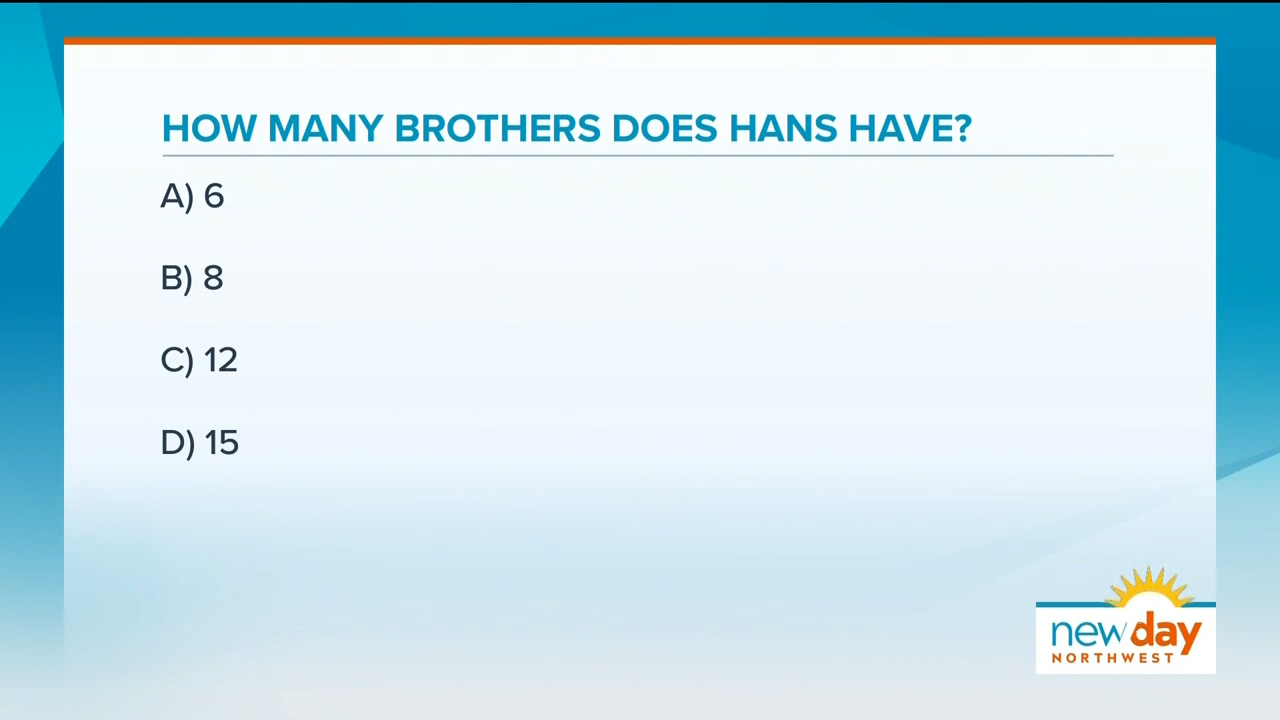 HOW MANY BROTHERS DOES HANS HAVE?
A) 6
B) 8
C) 12
D) 15
new day
NORTHWEST